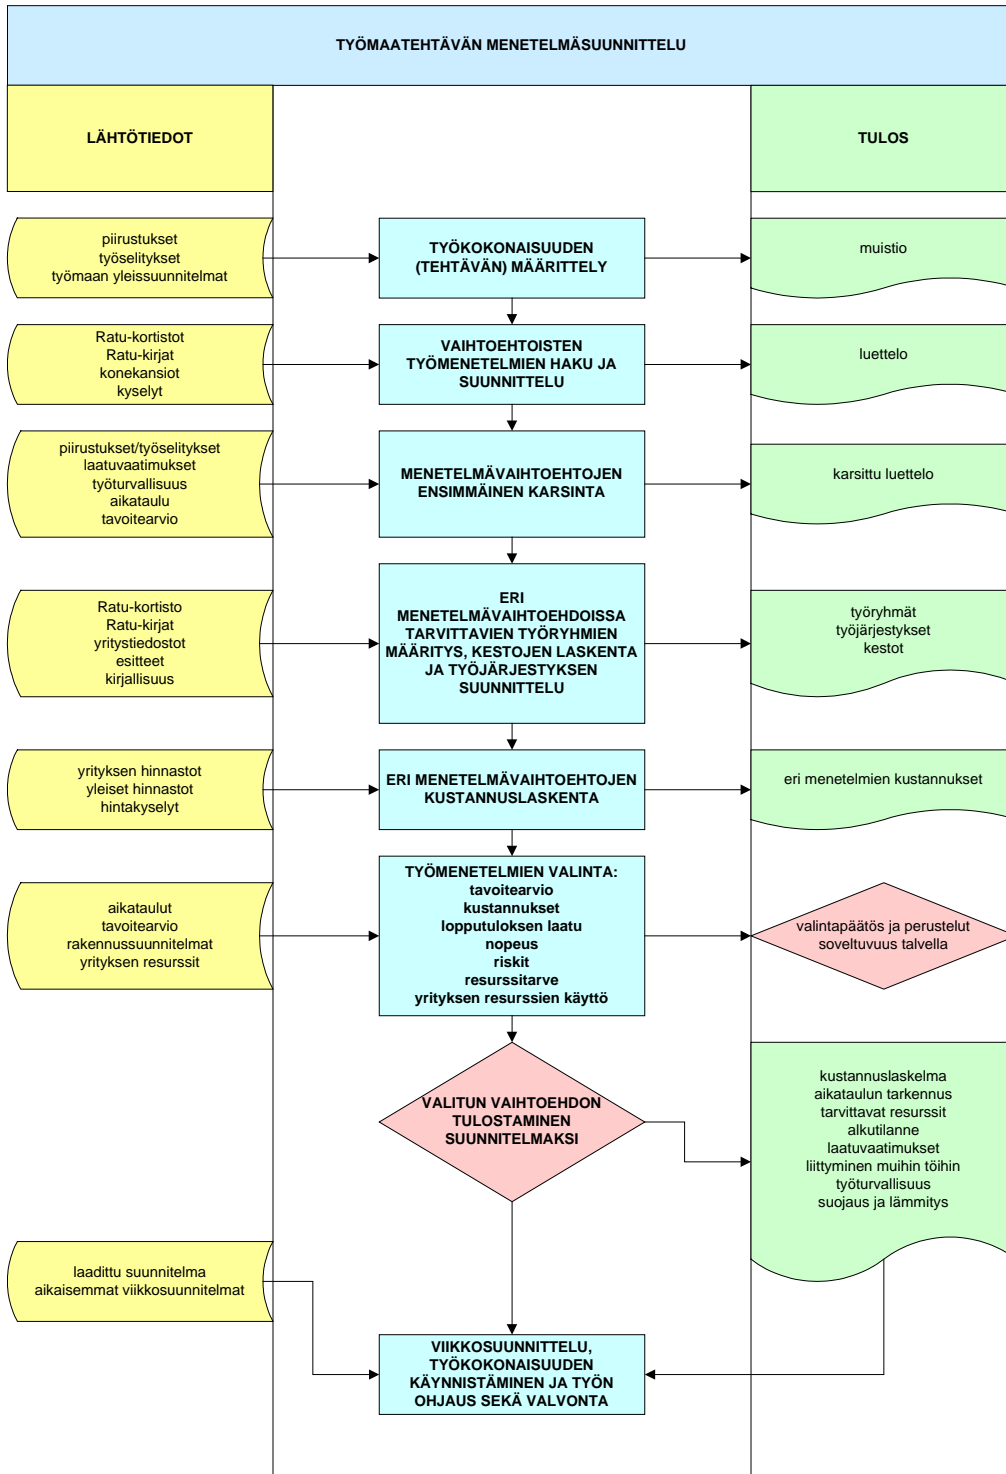 TYÖMAATEHTÄVÄN MENETELMÄSUUNNITTELU
LÄHTÖTIEDOT
TULOS
piirustukset
työselitykset
työmaan yleissuunnitelmat
TYÖKOKONAISUUDEN
(TEHTÄVÄN) MÄÄRITTELY
muistio
Ratu-kortistot
Ratu-kirjat
konekansiot
kyselyt
VAIHTOEHTOISTEN
TYÖMENETELMIEN HAKU JA
SUUNNITTELU
luettelo
piirustukset/työselitykset
laatuvaatimukset
työturvallisuus
aikataulu
tavoitearvio
MENETELMÄVAIHTOEHTOJEN
ENSIMMÄINEN KARSINTA
karsittu luettelo
Ratu-kortisto
Ratu-kirjat
yritystiedostot
esitteet
kirjallisuus
ERI
MENETELMÄVAIHTOEHDOISSA
TARVITTAVIEN TYÖRYHMIEN
MÄÄRITYS, KESTOJEN LASKENTA
JA TYÖJÄRJESTYKSEN
SUUNNITTELU
työryhmät
työjärjestykset
kestot
yrityksen hinnastot
yleiset hinnastot
hintakyselyt
ERI MENETELMÄVAIHTOEHTOJEN
KUSTANNUSLASKENTA
eri menetelmien kustannukset
aikataulut
tavoitearvio
rakennussuunnitelmat
yrityksen resurssit
TYÖMENETELMIEN VALINTA:
tavoitearvio
kustannukset
lopputuloksen laatu
nopeus
riskit
resurssitarve
yrityksen resurssien käyttö
valintapäätös ja perustelut
soveltuvuus talvella
VALITUN VAIHTOEHDON
TULOSTAMINEN
SUUNNITELMAKSI
kustannuslaskelma
aikataulun tarkennus
tarvittavat resurssit
alkutilanne
laatuvaatimukset
liittyminen muihin töihin
työturvallisuus
suojaus ja lämmitys
laadittu suunnitelma
aikaisemmat viikkosuunnitelmat
VIIKKOSUUNNITTELU,
TYÖKOKONAISUUDEN
KÄYNNISTÄMINEN JA TYÖN
OHJAUS SEKÄ VALVONTA